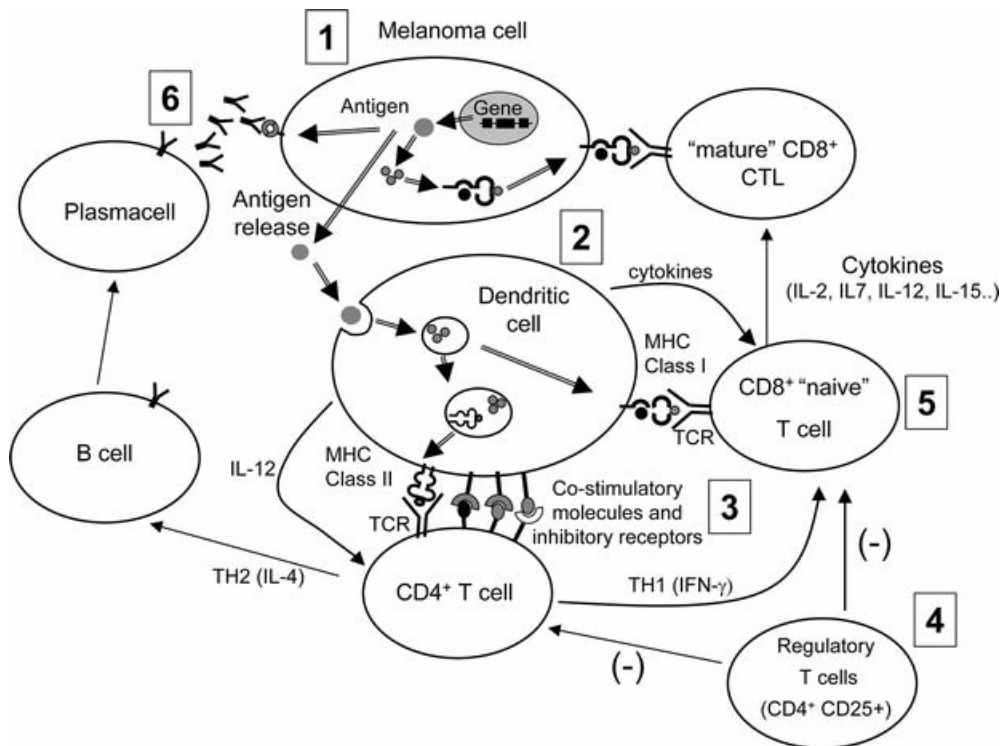 1
Melanoma cell
6
Antigen
Gene
"mature" CD8+
CTL
Plasmacell
Antigen
release
2
cytokines
Cytokines
(IL-2, IL7, IL-12, IL-15..)
Dendritic
cell
MHC
Class I
CD8+ "naive"
T cell
5
TCR
B cell
IL-12
MHC
Class II
TCR
Co-stimulatory
molecules and
inhibitory receptors
3
(-)
TH2 (IL-4)
CD4+ T cell
TH1 (IFN-γ)
4
(-)
Regulatory
T cells
(CD4+ CD25+)